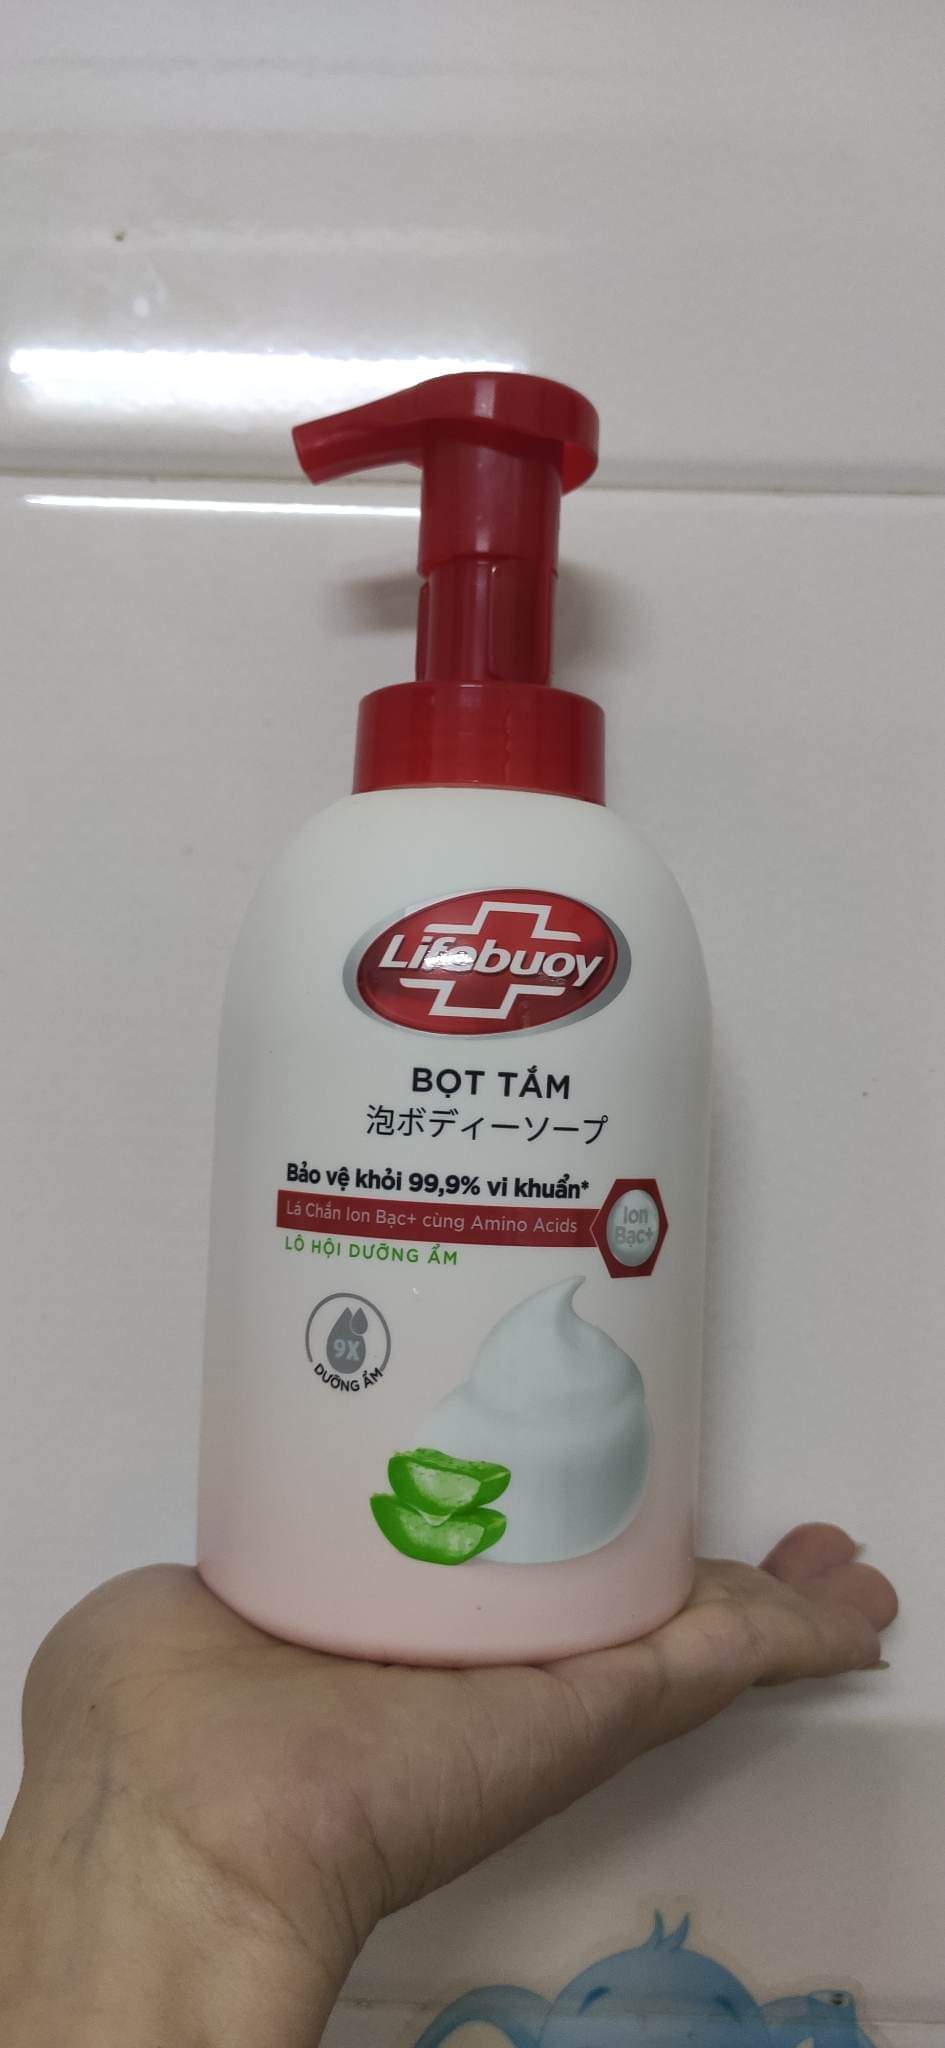 Lifebuoy
BỌT TẮM
泡ボディーソープ
Bảo vệ khỏi 99,9% vi khuẩn*
Lá Chắn Ion Bạc+ cùng Amino Acids
Ion
Bạc+
LÔ HỘI DƯỠNG ẨM
9X
DƯỠNG ẨM